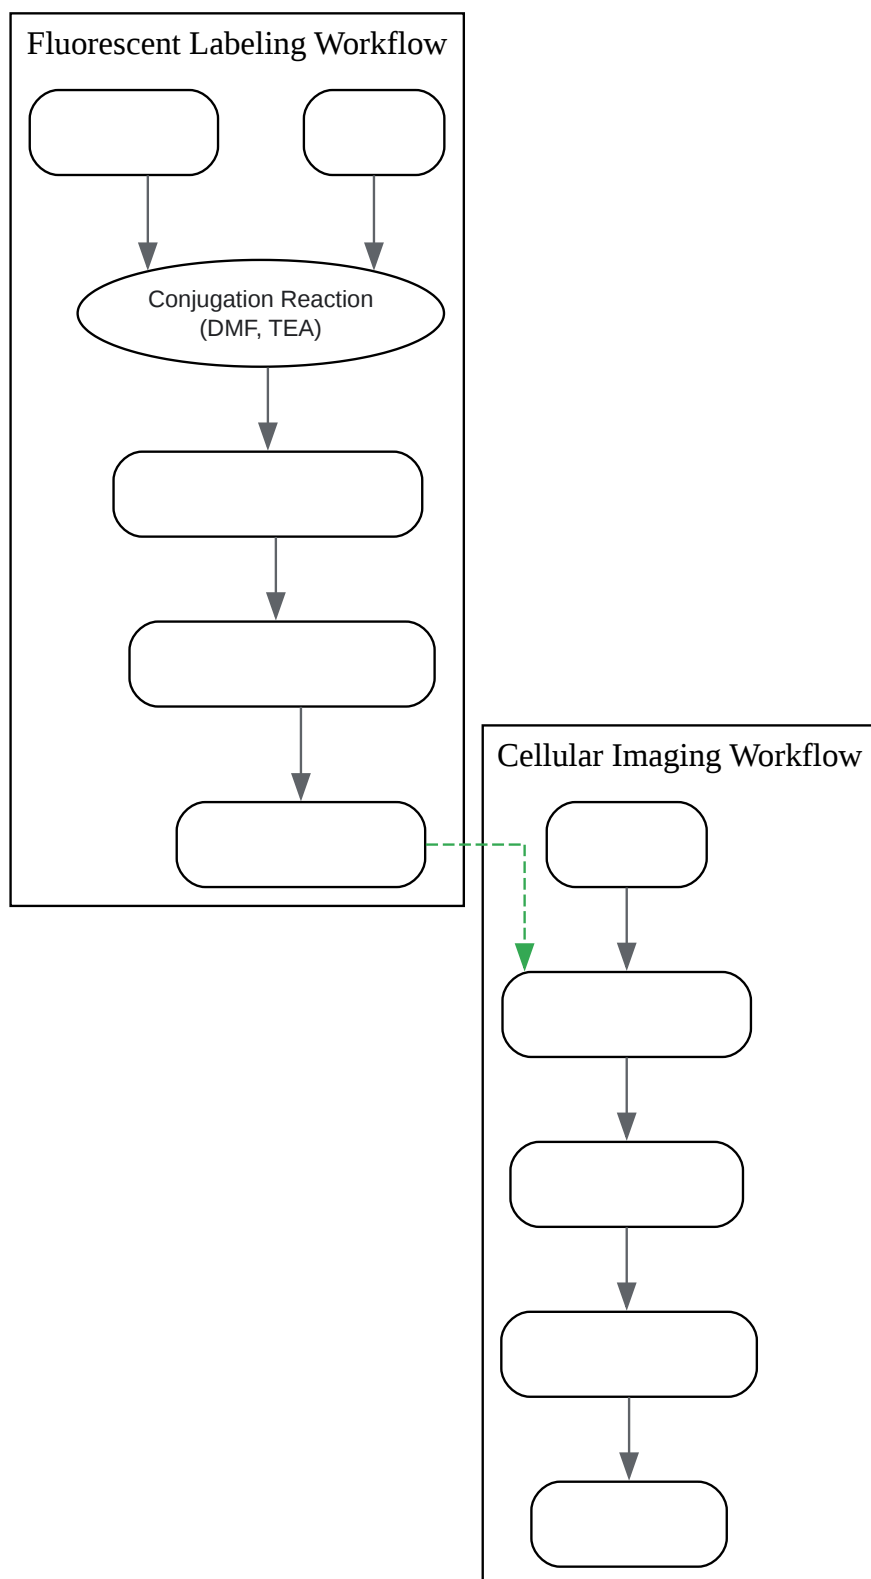 Fluorescent Labeling Workflow
Conjugation Reaction
(DMF, TEA)
Cellular Imaging Workflow